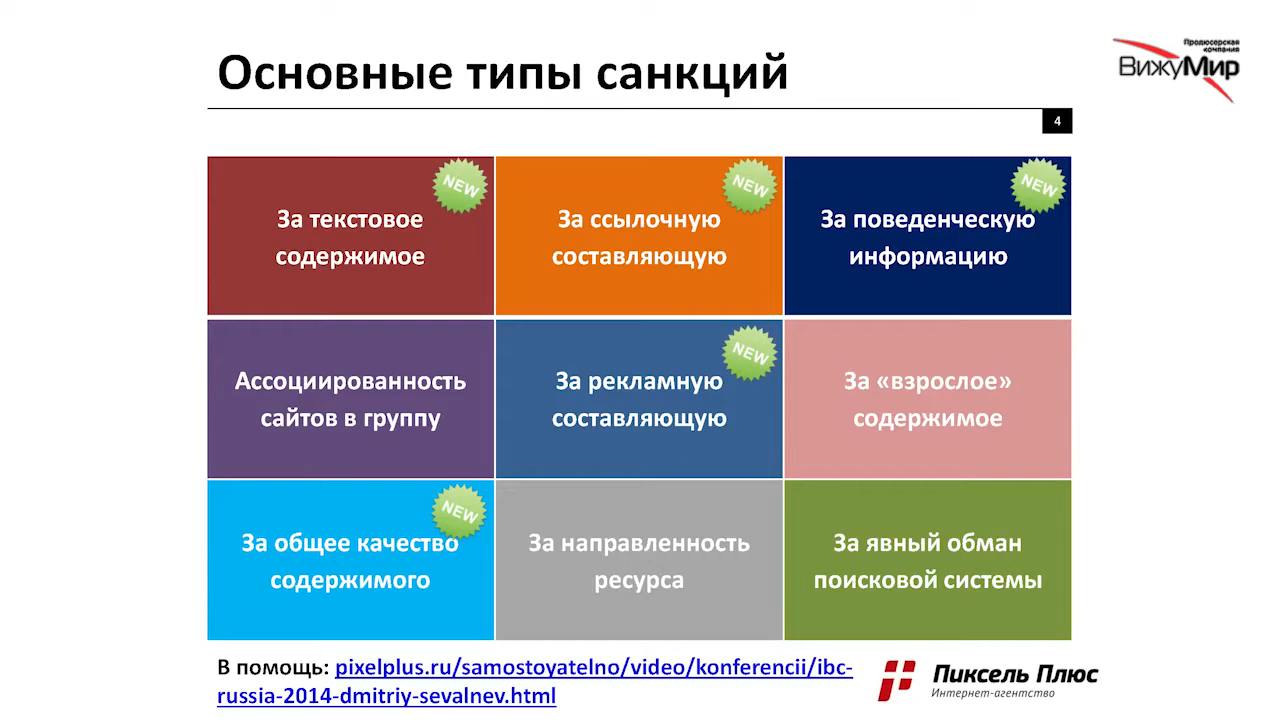 Основные типы санкций
Продюсерская
компания
ВижуМир
4
NEW
NEW
NEW
За текстовое
содержимое
За ссылочную
составляющую
За поведенческую
информацию
NEW
Ассоциированность
сайтов в группу
За рекламную
составляющую
За «взрослое»
содержимое
NEW
За общее качество
содержимого
За направленность
ресурса
За явный обман
поисковой системы
В помощь: pixelplus.ru/samostoyatelno/video/konferencii/ibc-
russia-2014-dmitriy-sevalnev.html
Пиксель Плюс
Интернет-агентство